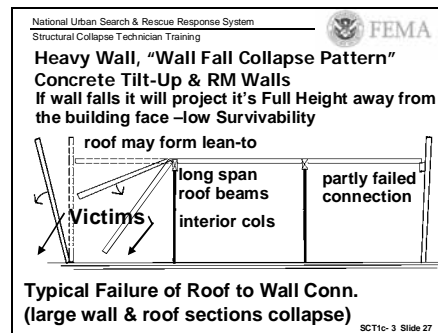 National Urban Search & Rescue Response System
Structural Collapse Technician Training
FEMA
Heavy Wall, “Wall Fall Collapse Pattern”
Concrete Tilt-Up & RM Walls
If wall falls it will project it’s Full Height away from
the building face –low Survivability
roof may form lean-to
long span
roof beams
partly failed
connection
Victims
interior cols
Typical Failure of Roof to Wall Conn.
(large wall & roof sections collapse)
SCT1c- 3 Slide 27